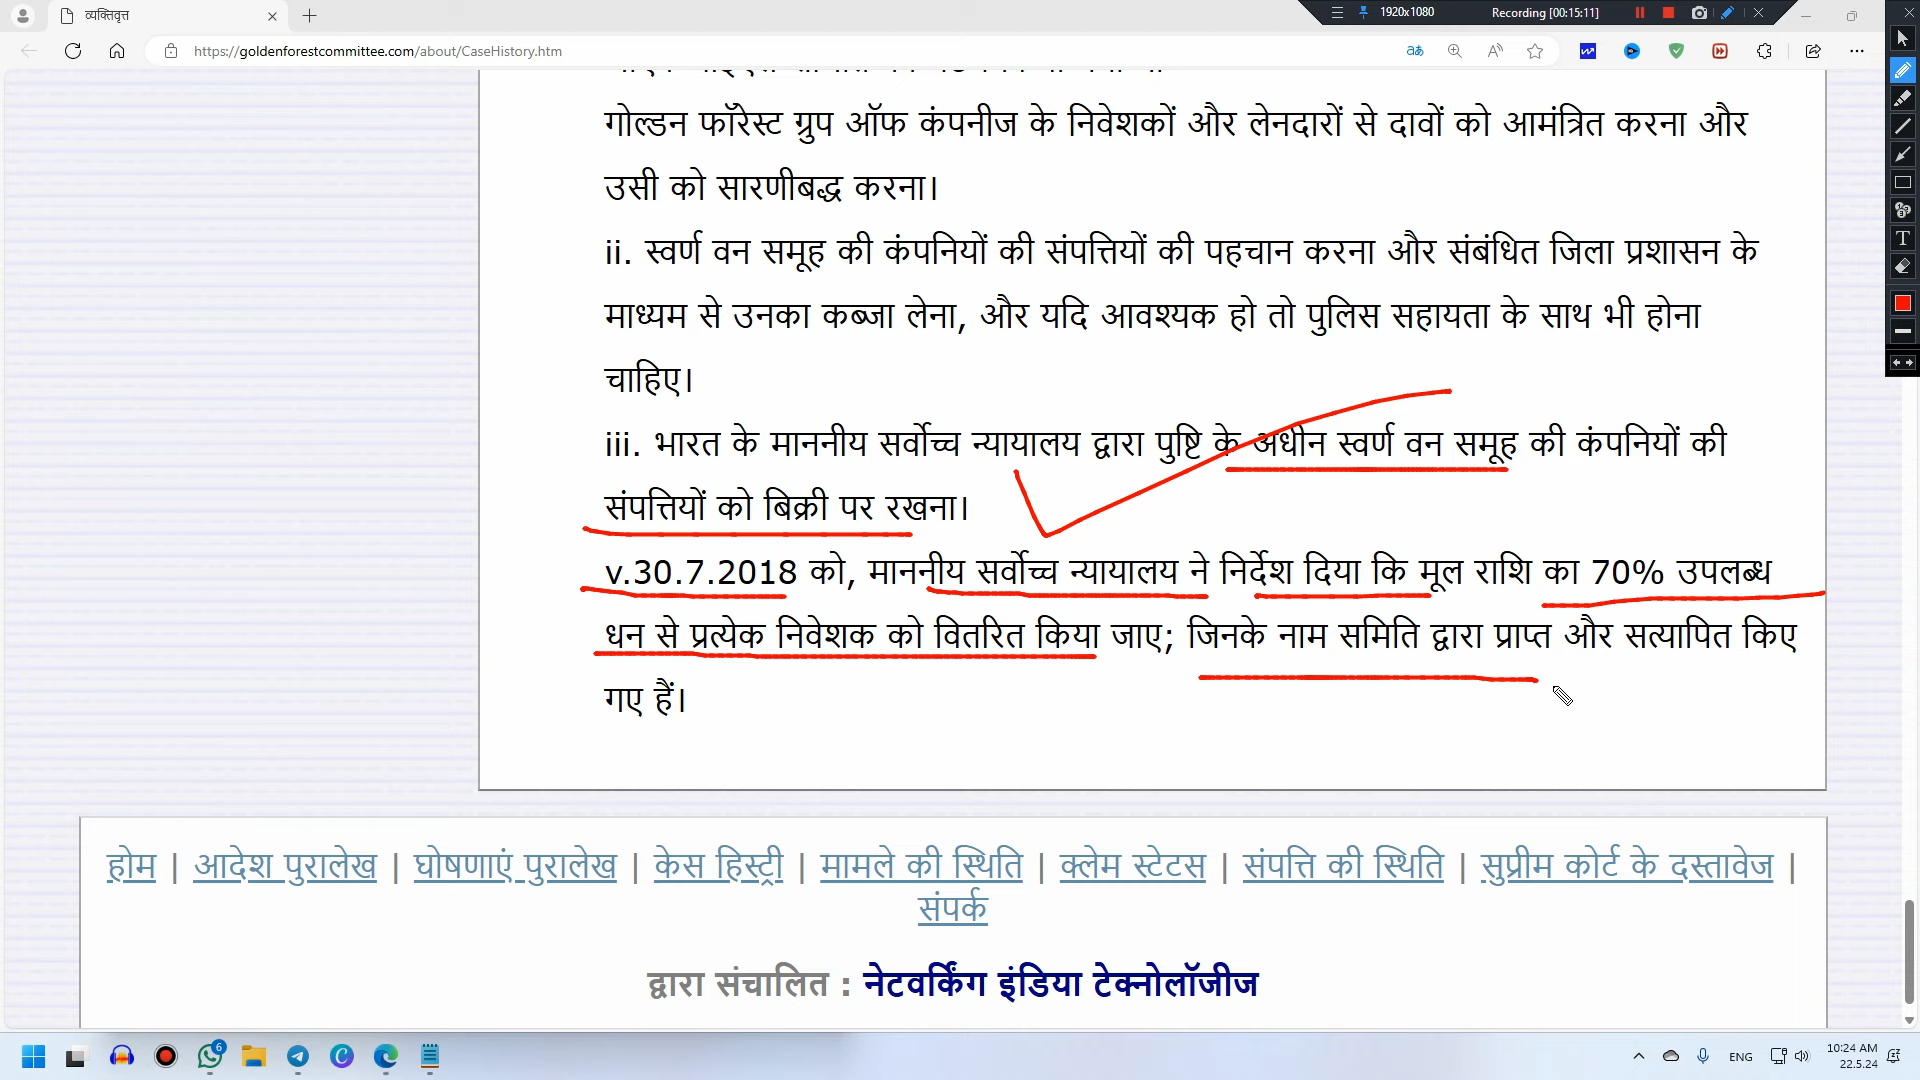 व्यक्तिवृत्त
1920x1080
Recording [00:15:11]
https://goldenforestcommittee.com/about/CaseHistory.htm
गोल्डन फॉरेस्ट ग्रुप ऑफ कंपनीज के निवेशकों और लेनदारों से दावों को आमंत्रित करना और
उसी को सारणीबद्ध करना।
ii. स्वर्ण वन समूह की कंपनियों की संपत्तियों की पहचान करना और संबंधित जिला प्रशासन के
माध्यम से उनका कब्जा लेना, और यदि आवश्यक हो तो पुलिस सहायता के साथ भी होना
चाहिए।
iii. भारत के माननीय सर्वोच्च न्यायालय द्वारा पुष्टि के अधीन स्वर्ण वन समूह की कंपनियों की
संपत्तियों को बिक्री पर रखना।
v.30.7.2018 को, माननीय सर्वोच्च न्यायालय ने निर्देश दिया कि मूल राशि का 70% उपलब्ध
धन से प्रत्येक निवेशक को वितरित किया जाए; जिनके नाम समिति द्वारा प्राप्त और सत्यापित किए
गए हैं।
होम | आदेश पुरालेख | घोषणाएं पुरालेख | केस हिस्ट्री | मामले की स्थिति | क्लेम स्टेटस | संपत्ति की स्थिति | सुप्रीम कोर्ट के दस्तावेज |
संपर्क
द्वारा संचालित : नेटवर्किंग इंडिया टेक्नोलॉजीज
6
ENG
10:24 AM
22.5.24